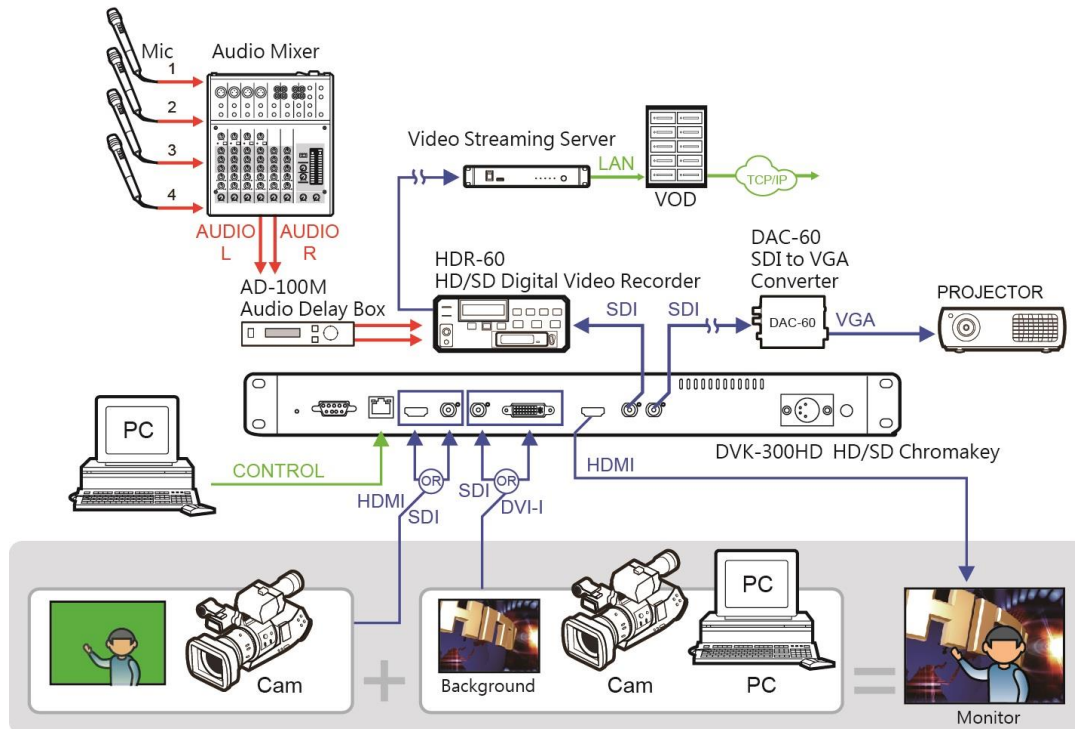 Mic
Audio Mixer
1
2
3
4
AUDIO
L
AUDIO
R
Video Streaming Server
LAN
VOD
TCP/IP
AD-100M
Audio Delay Box
HDR-60
HD/SD Digital Video Recorder
SDI
SDI
DAC-60
SDI to VGA
Converter
DAC-60
VGA
PROJECTOR
PC
CONTROL
HDMI
OR
SDI
SDI
OR
DVI-I
HDMI
DVK-300HD HD/SD Chromakey
Cam
+
Background
Cam
PC
PC
=
Monitor